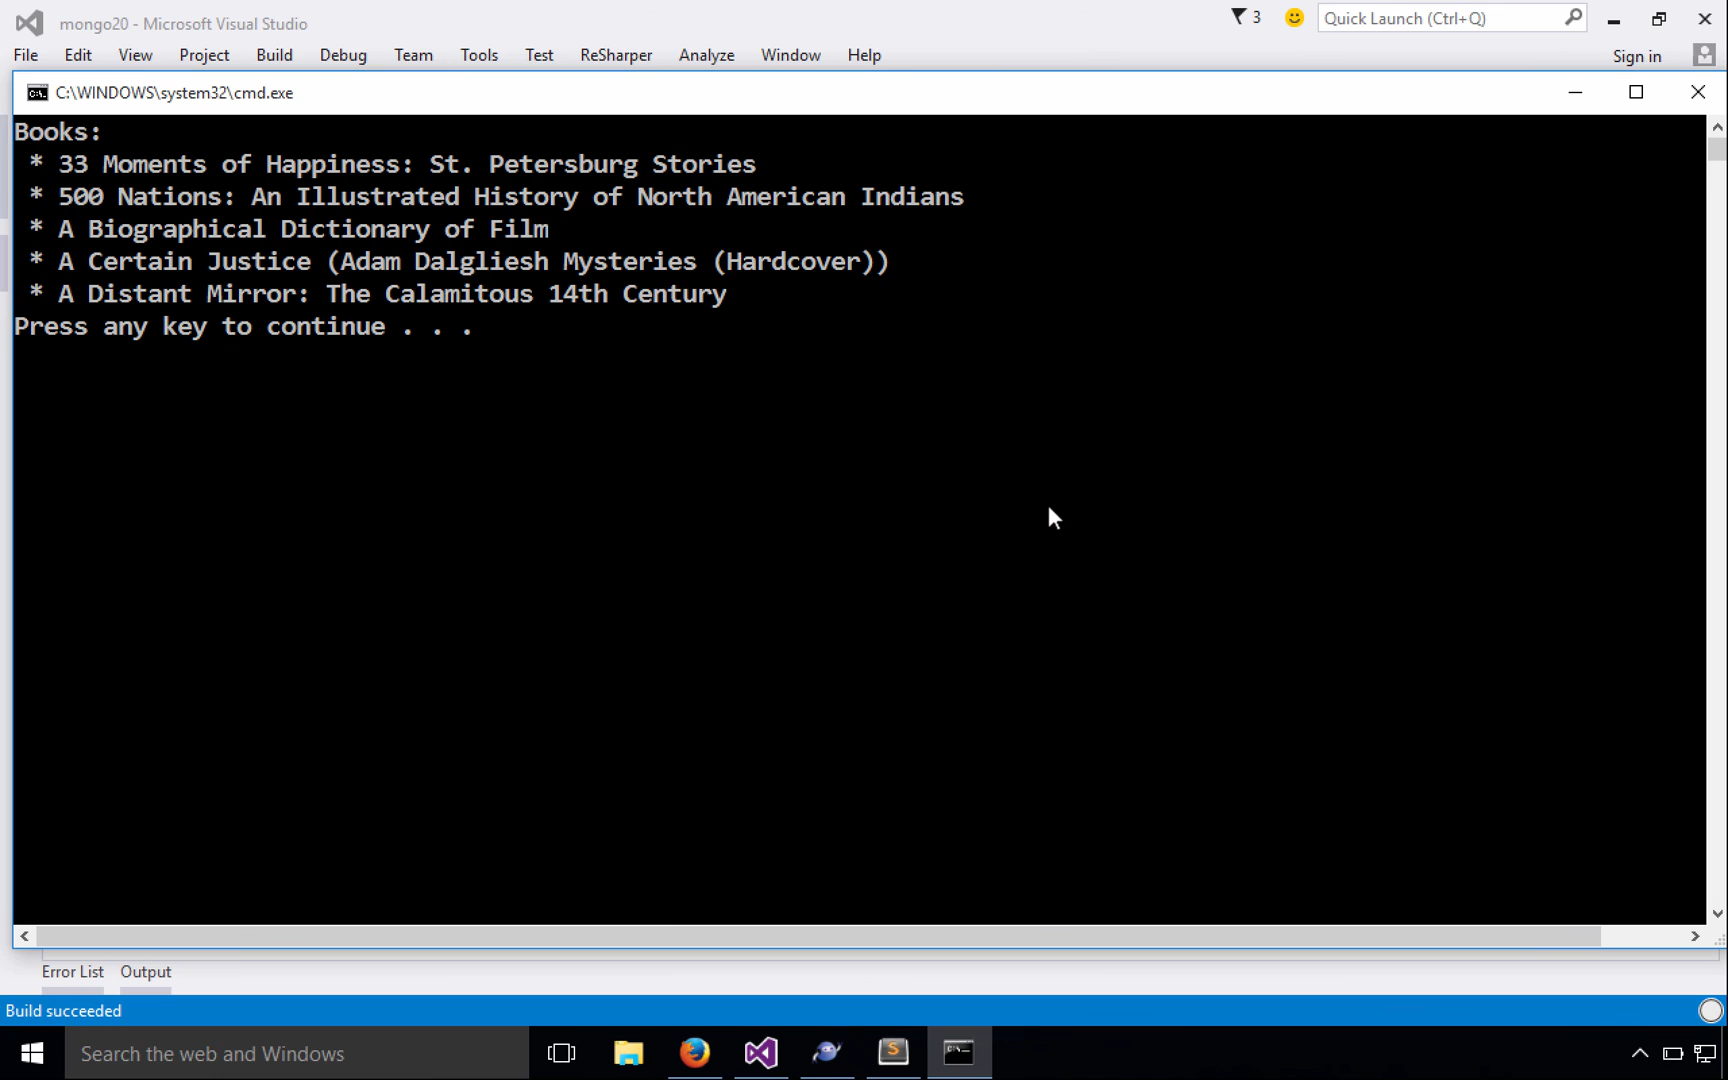 mongo20 - Microsoft Visual Studio
3
Quick Launch (Ctrl+Q)
File Edit View Project Build Debug Team Tools Test ReSharper Analyze Window Help
Sign in
C:\WINDOWS\system32\cmd.exe
Books:
* 33 Moments of Happiness: St. Petersburg Stories
* 500 Nations: An Illustrated History of North American Indians
* A Biographical Dictionary of Film
* A Certain Justice (Adam Dalgliesh Mysteries (Hardcover))
* A Distant Mirror: The Calamitous 14th Century
Press any key to continue . . .
Error List Output
Build succeeded
Search the web and Windows